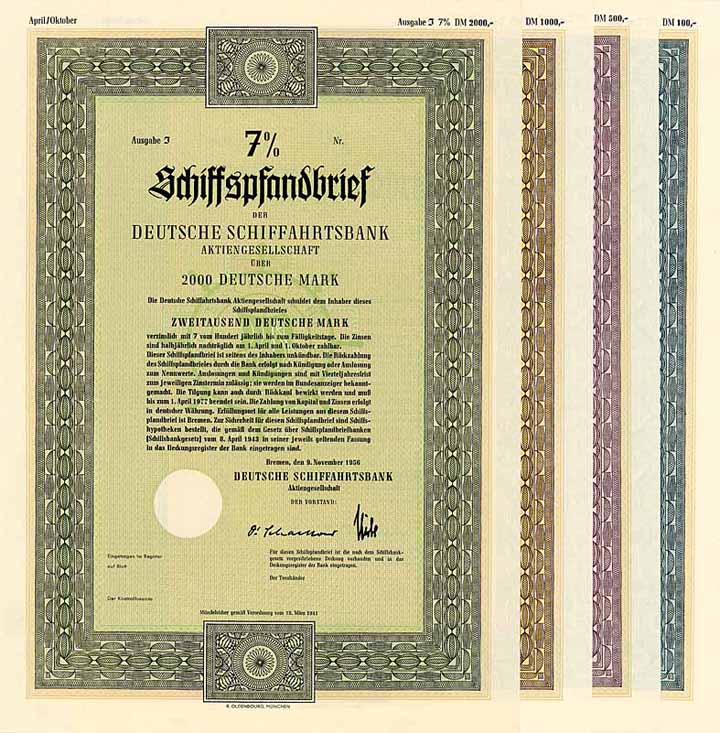 April/Oktober
Ausgabe J 7% DM 2000,-
DM 1000,-
DM 500,-
DM 100,-
Ausgabe J
7%
Nr.
Schiffspfandbrief
DER
DEUTSCHE SCHIFFAHRTSBANK
AKTIENGESELLSCHAFT
ÜBER
2000 DEUTSCHE MARK
Die Deutsche Schiffahrtsbank Aktiengesellschaft schuldet dem Inhaber dieses
Schiffspfandbriefes
ZWEITAUSEND DEUTSCHE MARK
verzinslich mit 7 vom Hundert jährlich bis zum Fälligkeitstage. Die Zinsen
sind halbjährlich nachträglich am 1. April und 1. Oktober zahlbar.
Dieser Schiffspfandbrief ist seitens des Inhabers unkündbar. Die Rückzahlung
des Schiffspfandbriefes durch die Bank erfolgt nach Kündigung oder Auslosung
zum Nennwerte. Auslosungen und Kündigungen sind mit Vierteljahresfrist
zum jeweiligen Zinstermin zulässig; sie werden im Bundesanzeiger bekannt-
gemacht. Die Tilgung kann auch durch Rückkauf bewirkt werden und muß
bis zum 1. April 1977 beendet sein. Die Zahlung von Kapital und Zinsen erfolgt
in deutscher Währung. Erfüllungsort für alle Leistungen aus diesem Schiffs-
pfandbrief ist Bremen. Zur Sicherheit für diesen Schiffspfandbrief sind Schiffs-
hypotheken bestellt, die gemäß dem Gesetz über Schiffspfandbriefbanken
(Schiffsbankgesetz) vom 8. April 1943 in seiner jeweils geltenden Fassung
in das Deckungsregister der Bank eingetragen sind.
Bremen, den 9. November 1956
DEUTSCHE SCHIFFAHRTSBANK
Aktiengesellschaft
DER VORSTAND:
Für diesen Schiffspfandbrief ist die nach dem Schiffsbank-
gesetz vorgeschriebene Deckung vorhanden und in das
Deckungsregister der Bank eingetragen.
Der Treuhänder
Eingetragen im Register
auf Blatt
Der Kontrollbeamte
Mündelsicher gemäß Verordnung vom 18. März 1941
R. OLDENBOURG, MÜNCHEN